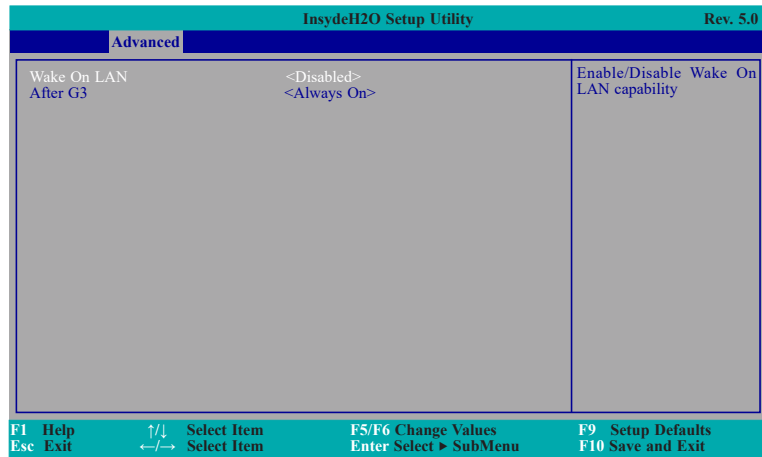 InsydeH2O Setup Utility Rev. 5.0
Advanced
Wake On LAN <Disabled>
After G3 <Always On>
Enable/Disable Wake On
LAN capability
F1 Help ↑/↓ Select Item F5/F6 Change Values F9 Setup Defaults
Esc Exit ←/→ Select Item Enter Select ► SubMenu F10 Save and Exit